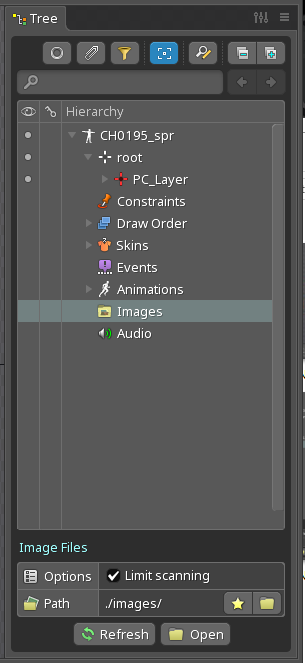 Tree
Hierarchy
CH0195_spr
root
PC_Layer
Constraints
Draw Order
Skins
Events
Animations
Images
Audio
Image Files
Options Limit scanning
Path ./images/
Refresh Open